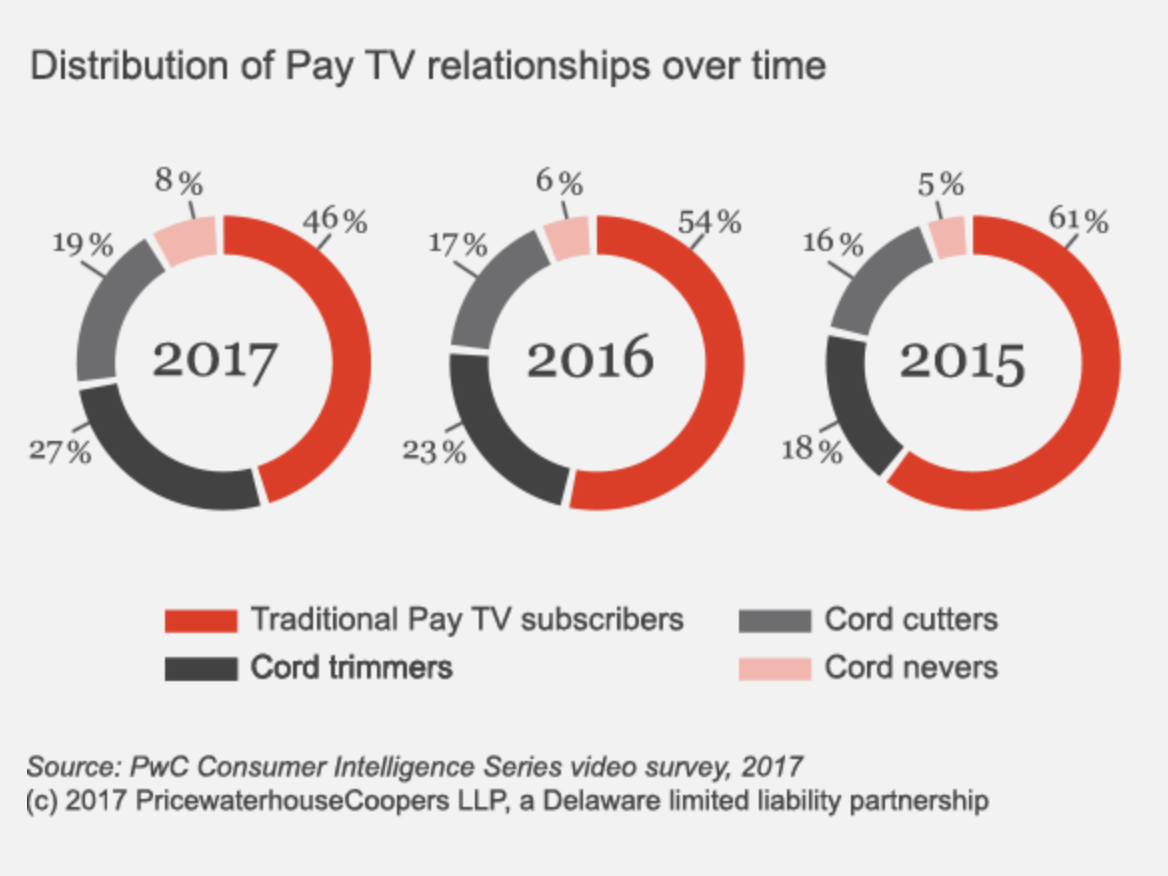 Distribution of Pay TV relationships over time
8% 6% 5%
46% 54% 61%
19% 17% 16%
2017 2016 2015
27% 23% 18%
Traditional Pay TV subscribers Cord cutters
Cord trimmers Cord nevers
Source: PwC Consumer Intelligence Series video survey, 2017
(c) 2017 PricewaterhouseCoopers LLP, a Delaware limited liability partnership